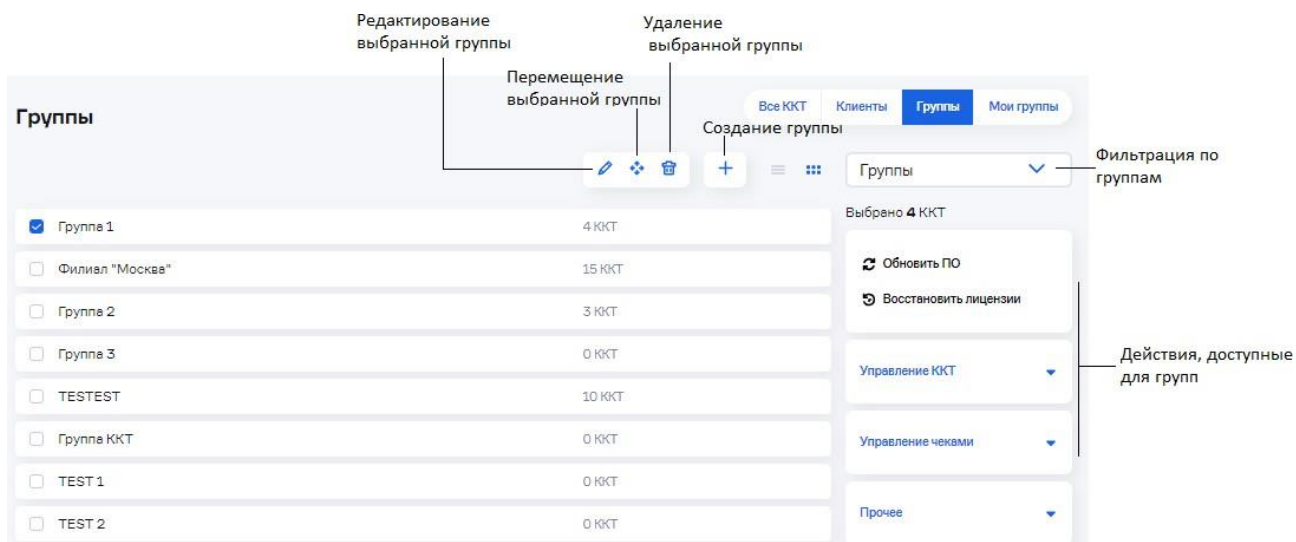 Редактирование
выбранной группы
Удаление
выбранной группы
Перемещение
выбранной группы
Группы
Все ККТ Клиенты Группы Мои группы
Создание группы
Группы
Фильтрация по
группам
Выбрано 4 ККТ
Группа 1 4 ККТ
Филиал "Москва" 15 ККТ
Группа 2 3 ККТ
Группа 3 0 ККТ
TESTEST 10 ККТ
Группа ККТ 0 ККТ
TEST 1 0 ККТ
TEST 2 0 ККТ
Обновить ПО
Восстановить лицензии
Управление ККТ
Управление чеками
Прочее
Действия, доступные
для групп